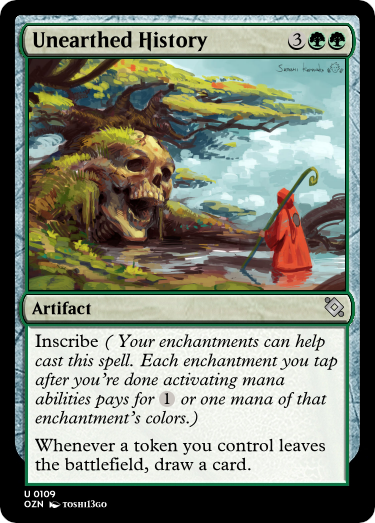 Unearthed History 3
Artifact
Inscribe ( Your enchantments can help
cast this spell. Each enchantment you tap
after you're done activating mana
abilities pays for 1 or one mana of that
enchantment's colors.)
Whenever a token you control leaves
the battlefield, draw a card.
U 0109
OZN TOSHI13GO